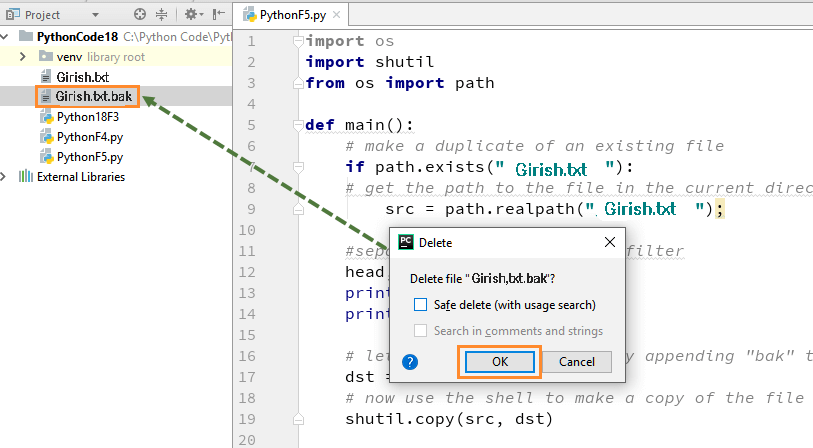 Project
PythonF5.py
PythonCode18 C:\Python Code\Pyth
venv library root
Girish.txt
Girish.txt.bak
Python18F3
PythonF4.py
PythonF5.py
External Libraries
1 import os
2 import shutil
3 from os import path
4
5 def main():
6 # make a duplicate of an existing file
7 if path.exists(" Girish.txt "):
8 # get the path to the file in the current direc
9 src = path.realpath(" Girish.txt ");
10
11 #sep filter
12 head
13 print
14 print
15
16 # let y appending "bak" t
17 dst =
18 # now use the shell to make a copy of the file
19 shutil.copy(src, dst)
20
PC Delete
Delete file "Girish,txt.bak"?
Safe delete (with usage search)
Search in comments and strings
? OK Cancel